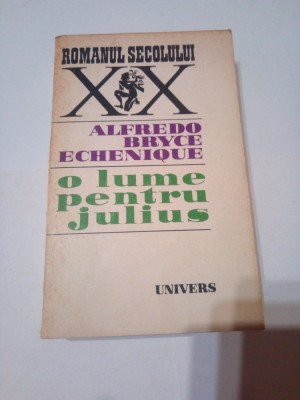 ROMANUL SECOLULUI
XX
ALFREDO
BRYCE
ECHENIQUE
o lume
pentru
julius
UNIVERS